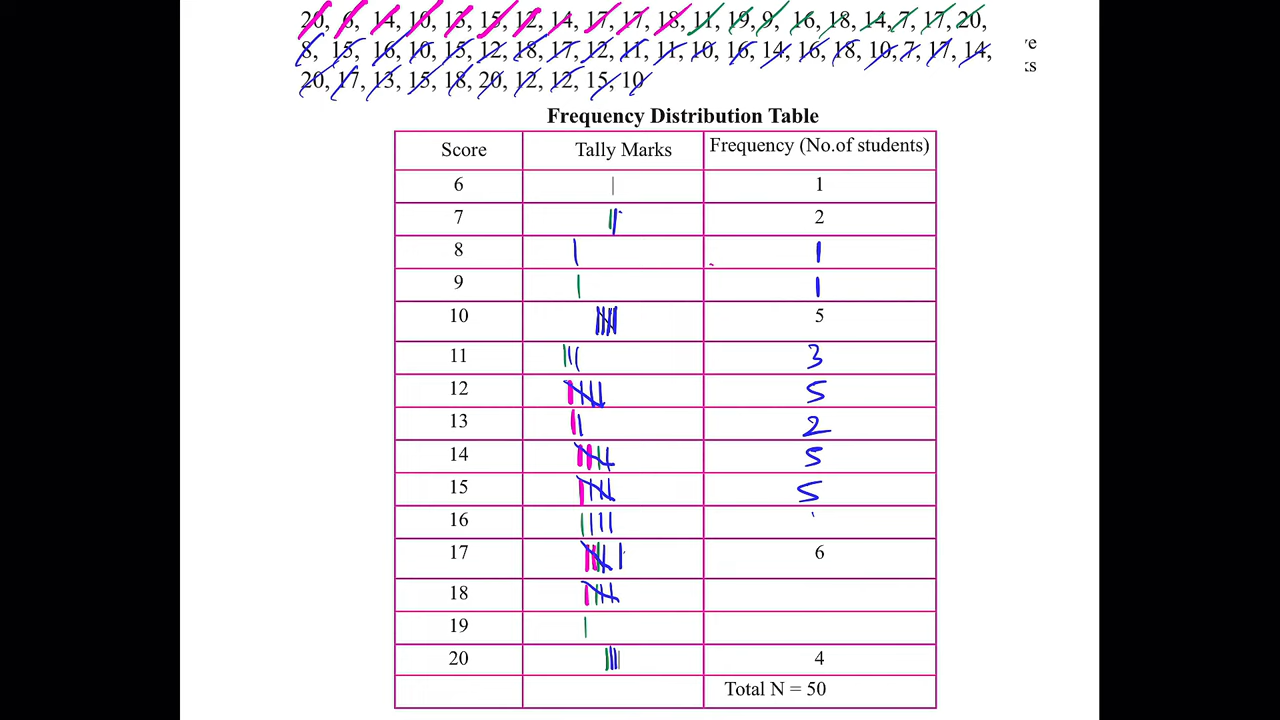 20, 6, 14, 10, 13, 15, 12, 14, 17, 17, 18, 11, 19, 9, 16, 18, 14, 7, 17, 20,
8, 15, 16, 10, 15, 12, 18, 17, 12, 11, 11, 10, 16, 14, 16, 18, 10, 7, 17, 14,
20, 17, 13, 15, 18, 20, 12, 12, 15, 10
Frequency Distribution Table
Score Tally Marks Frequency (No.of students)
6 | 1
7 || 2
8 | 1
9 | 1
10 5
11 ||| 3
12 5
13 || 2
14 5
15 5
16 ||||
17 6
18
19 |
20 |||| 4
Total N = 50